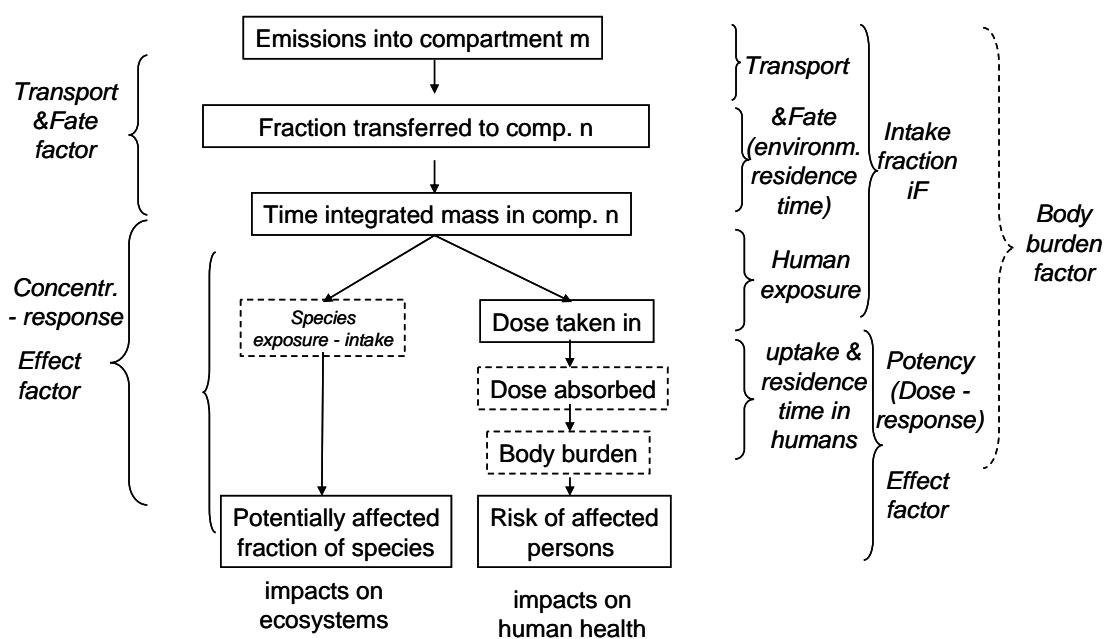 Emissions into compartment m
Transport
&Fate
factor
Transport
Fraction transferred to comp. n
&Fate
(environm.
residence
time)
Intake
fraction
iF
Time integrated mass in comp. n
Body
burden
factor
Concentr.
- response
Effect
factor
Human
exposure
Species
exposure - intake
Dose taken in
Dose absorbed
Body burden
uptake &
residence
time in
humans
Potency
(Dose -
response)
Effect
factor
Potentially affected
fraction of species
Risk of affected
persons
impacts on
ecosystems
impacts on
human health